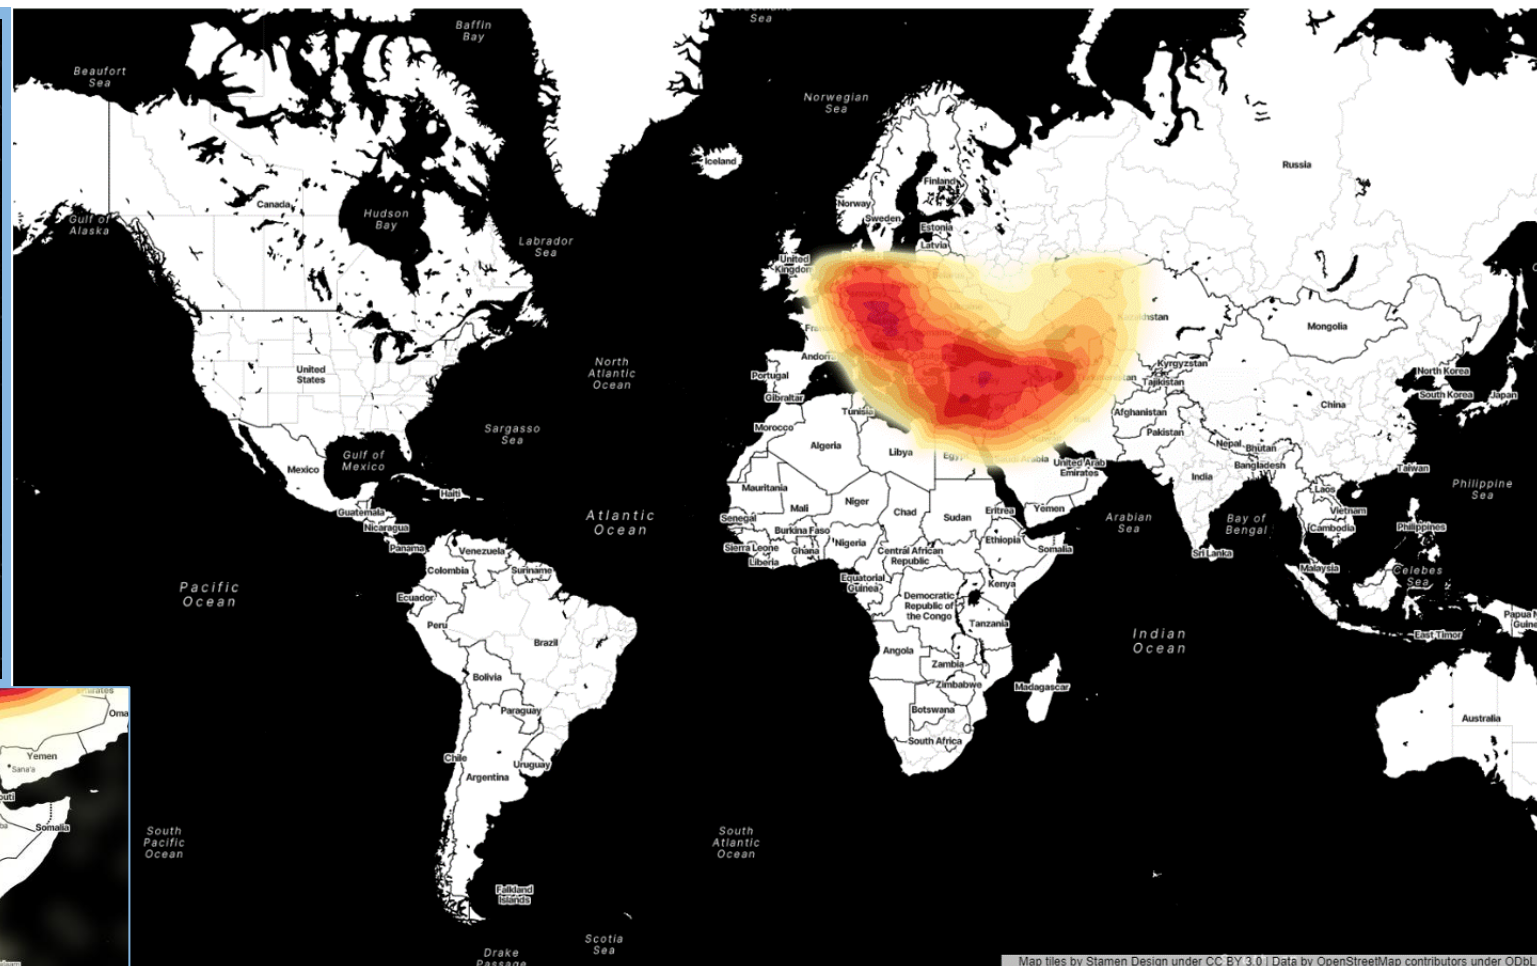 Baffin
Bay
Sea
Beaufort
Sea
Norwegian
Sea
Iceland
Russia
Finland
Canada
Norway
Sweden
Hudson
Bay
Gulf of
Alaska
Estonia
Latvia
Labrador
Sea
United
Kingdom
Kazakhstan
Mongolia
Andorra
North
Atlantic
Ocean
United
States
Kyrgyzstan
Tajikistan
North Korea
South Korea
Japan
Portugal
Gibraltar
China
Tunisia
Afghanistan
Morocco
Sargasso
Sea
Pakistan
Algeria
Libya
Nepal
Bhutan
Bangladesh
Gulf of
Mexico
Mexico
United Arab
Emirates
Taiwan
India
Mauritania
Haiti
Laos
Philippine
Sea
Niger
Mali
Chad
Guatemala
Senegal
Sudan
Eritrea
Yemen
Vietnam
Atlantic
Ocean
Arabian
Sea
Bay of
Bengal
Nicaragua
Burkina Faso
Cambodia
Philippines
Panama
Venezuela
Sierra Leone
Ghana
Nigeria
Ethiopia
Central African
Republic
Somalia
Sri Lanka
Liberia
Colombia
Suriname
Malaysia
Celebes
Sea
Equatorial
Guinea
Kenya
Pacific
Ocean
Ecuador
Democratic
Republic of
the Congo
Peru
Tanzania
Papua N
Guine
Indian
Ocean
East Timor
Brazil
Angola
Zambia
Bolivia
Zimbabwe
Madagascar
Paraguay
Botswana
Australia
South Africa
Chile
Uruguay
Argentina
Oma
Yemen
Sana'a
Somalia
South
Pacific
Ocean
South
Atlantic
Ocean
Falkland
Islands
Scotia
Sea
Drake
Passage
Map tiles by Stamen Design under CC BY 3.0 | Data by OpenStreetMap contributors under ODbL